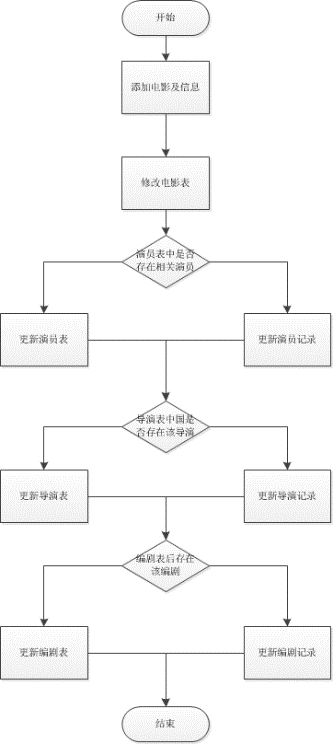 开始
添加电影及信息
修改电影表
演员表中是否
存在相关演员
更新演员表
更新演员记录
导演表中国是
否存在该导演
更新导演表
更新导演记录
编剧表后存在
该编剧
更新编剧表
更新编剧记录
结束